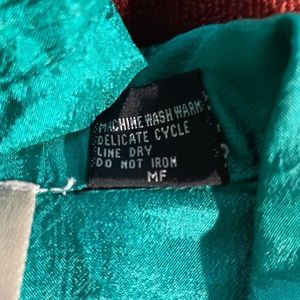 MACHINE WASH WARM
DELICATE CYCLE
LINE DRY
DO NOT IRON
MF